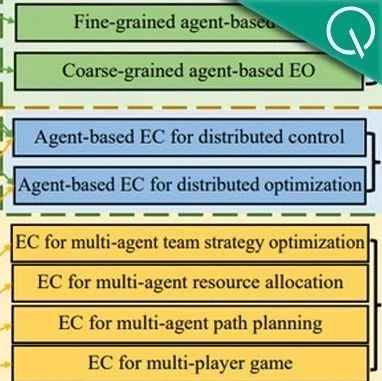 Fine-grained agent-based
Coarse-grained agent-based EO
Agent-based EC for distributed control
Agent-based EC for distributed optimization
EC for multi-agent team strategy optimization
EC for multi-agent resource allocation
EC for multi-agent path planning
EC for multi-player game